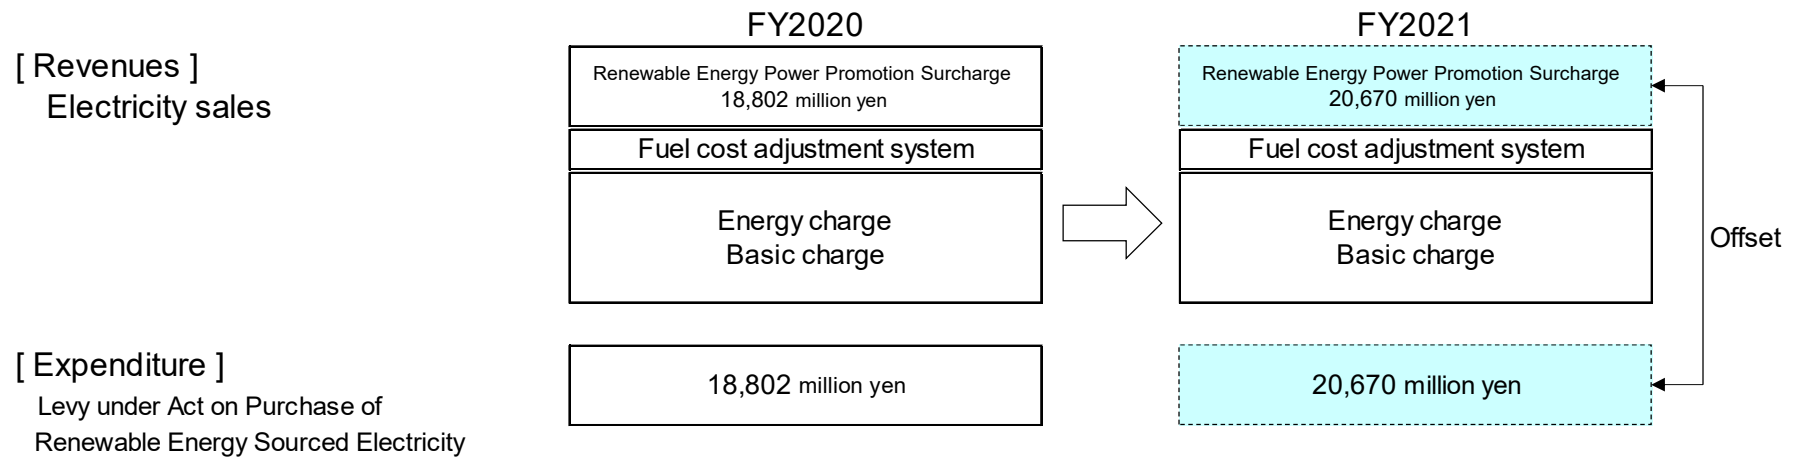 FY2020
FY2021
[ Revenues ]
Electricity sales
Renewable Energy Power Promotion Surcharge
18,802 million yen
Renewable Energy Power Promotion Surcharge
20,670 million yen
Fuel cost adjustment system
Fuel cost adjustment system
Energy charge
Basic charge
Energy charge
Basic charge
Offset
[ Expenditure ]
Levy under Act on Purchase of
Renewable Energy Sourced Electricity
18,802 million yen
20,670 million yen